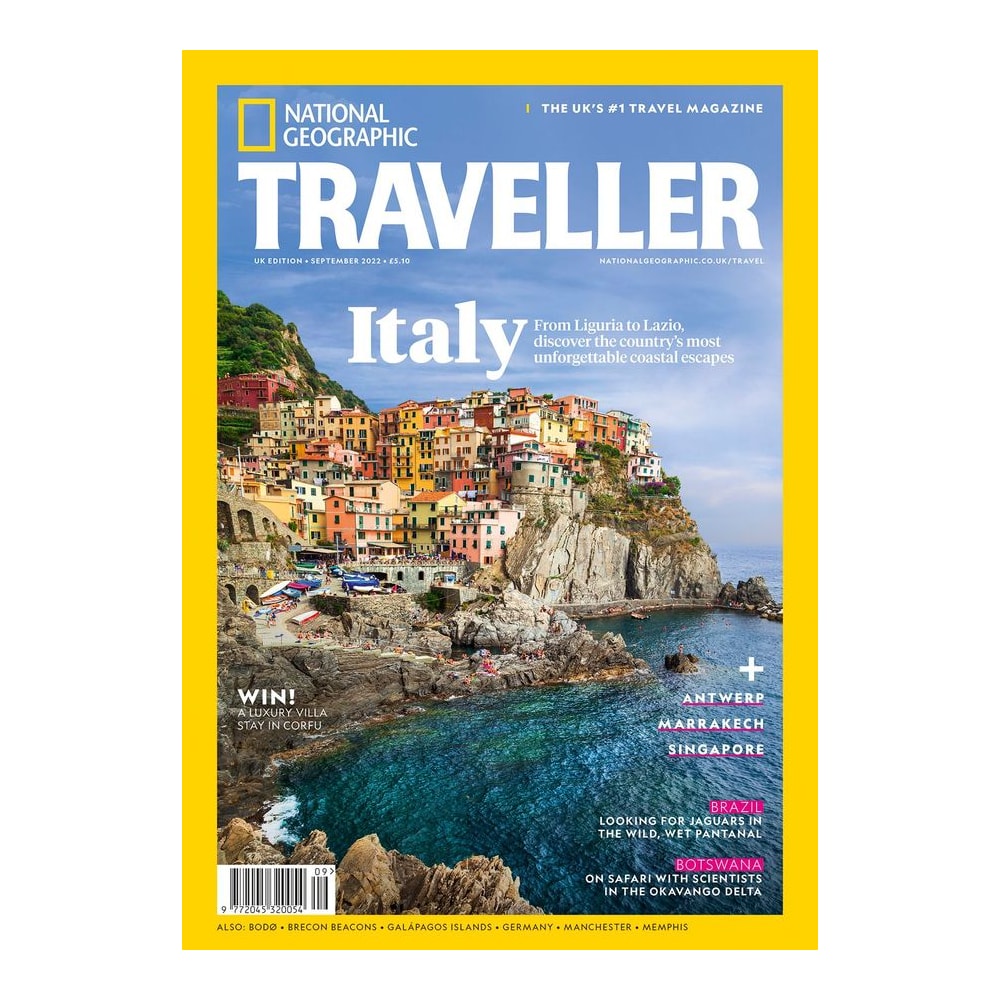 NATIONAL
GEOGRAPHIC
THE UK'S #1 TRAVEL MAGAZINE
TRAVELLER
UK EDITION • SEPTEMBER 2022 • £5.10
NATIONALGEOGRAPHIC.CO.UK/TRAVEL
Italy
From Liguria to Lazio,
discover the country's most
unforgettable coastal escapes
WIN!
A LUXURY VILLA
STAY IN CORFU
+
ANTWERP
MARRAKECH
SINGAPORE
BRAZIL
LOOKING FOR JAGUARS IN
THE WILD, WET PANTANAL
BOTSWANA
ON SAFARI WITH SCIENTISTS
IN THE OKAVANGO DELTA
09>
9 772045 320054
ALSO: BODØ • BRECON BEACONS • GALÁPAGOS ISLANDS • GERMANY • MANCHESTER • MEMPHIS